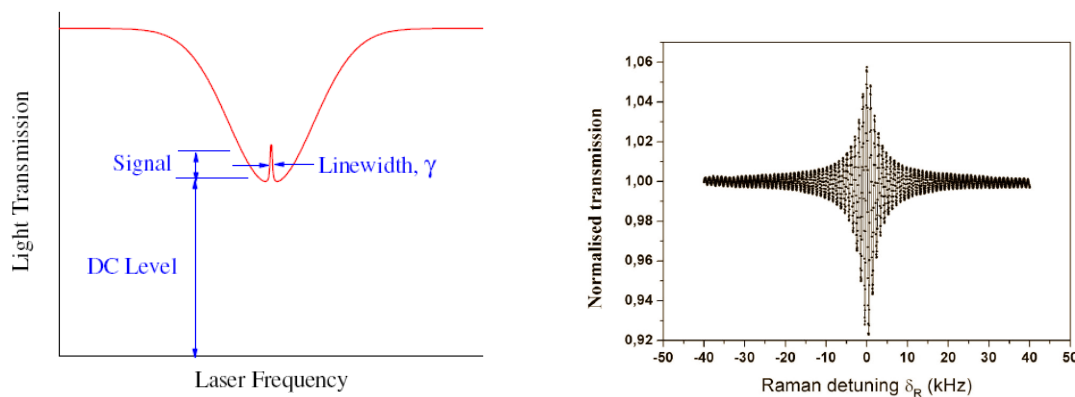 Light Transmission
Signal
Linewidth, γ
DC Level
Laser Frequency
Normalised transmission
1,06
1,04
1,02
1,00
0,98
0,96
0,94
0,92
-50 -40 -30 -20 -10 0 10 20 30 40 50
Raman detuning δR (kHz)